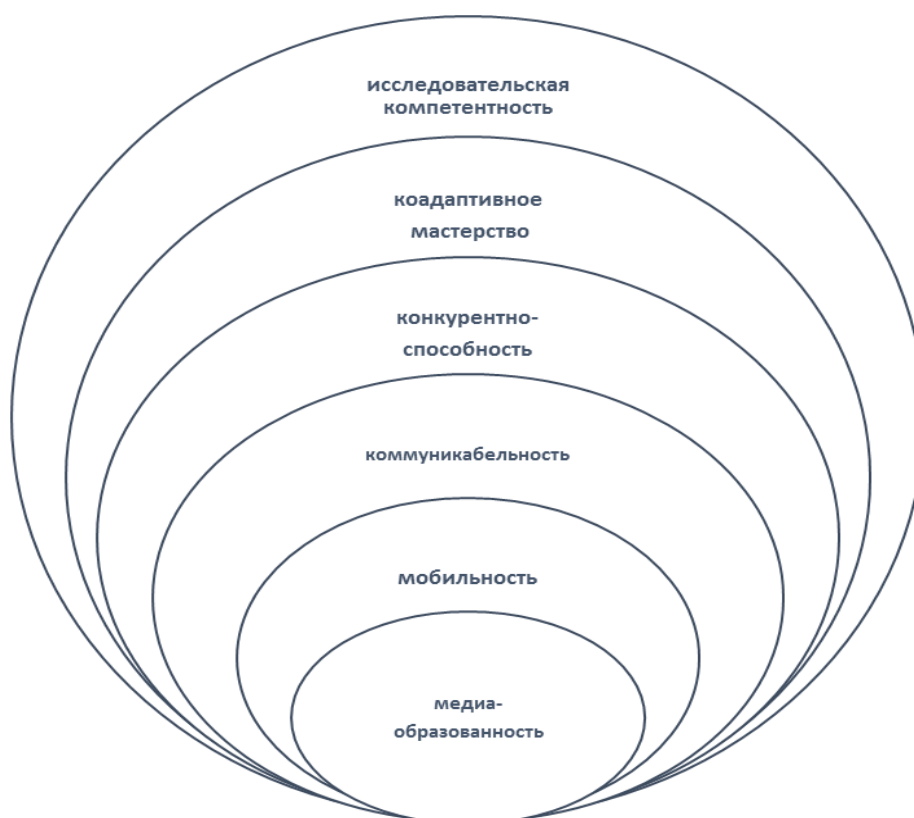 исследовательская
компетентность
коадаптивное
мастерство
конкурентно-
способность
коммуникабельность
мобильность
медиа-
образованность